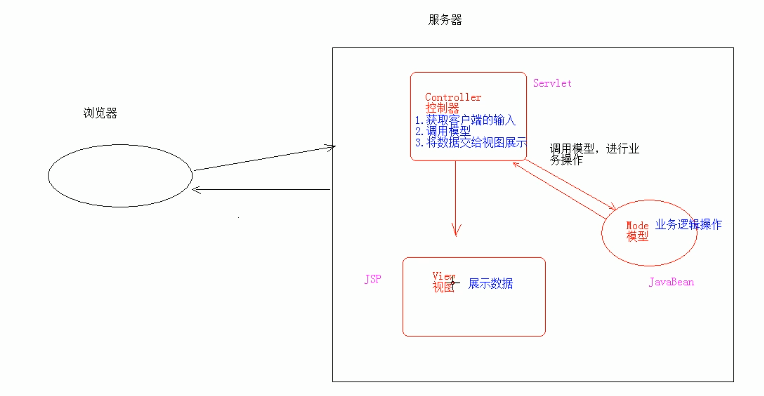 服务器
Servlet
浏览器
Controller
控制器
1.获取客户端的输入
2.调用模型
3.将数据交给视图展示
调用模型，进行业
务操作
Mode 业务逻辑操作
模型
JSP
View
视图
展示数据
JavaBean